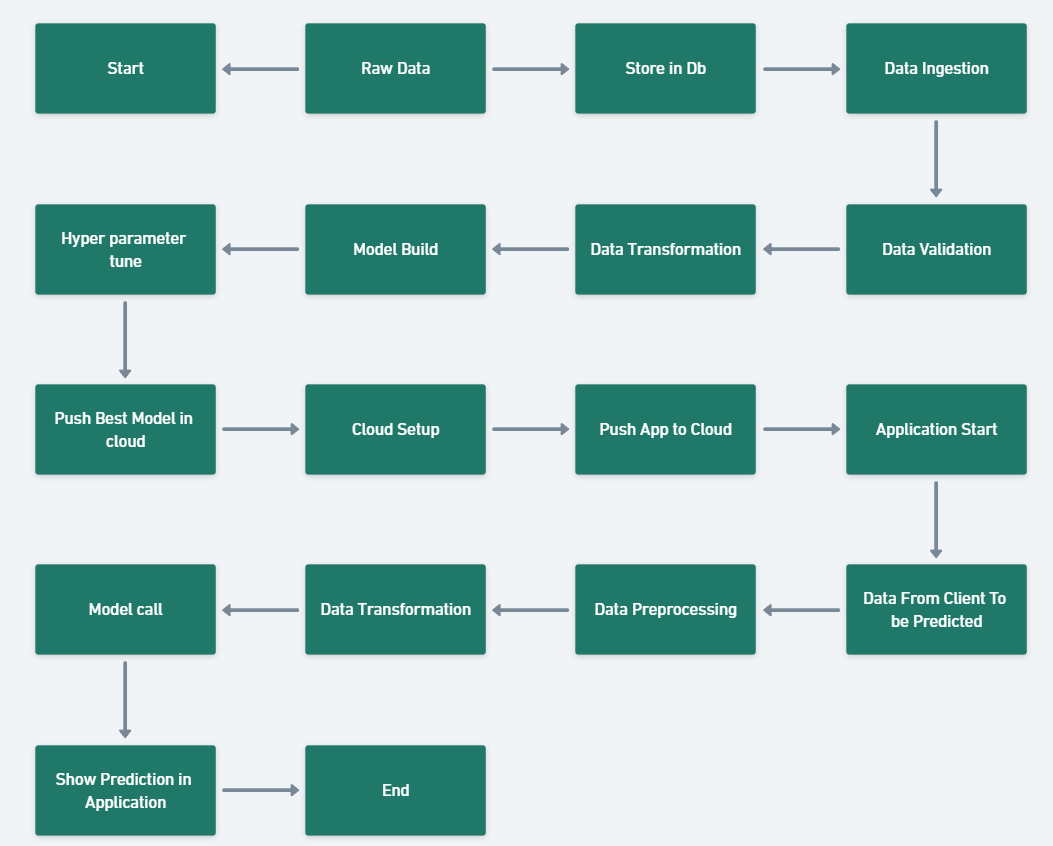 Start
Raw Data
Store in Db
Data Ingestion
Hyper parameter
tune
Model Build
Data Transformation
Data Validation
Push Best Model in
cloud
Cloud Setup
Push App to Cloud
Application Start
Model call
Data Transformation
Data Preprocessing
Data From Client To
be Predicted
Show Prediction in
Application
End